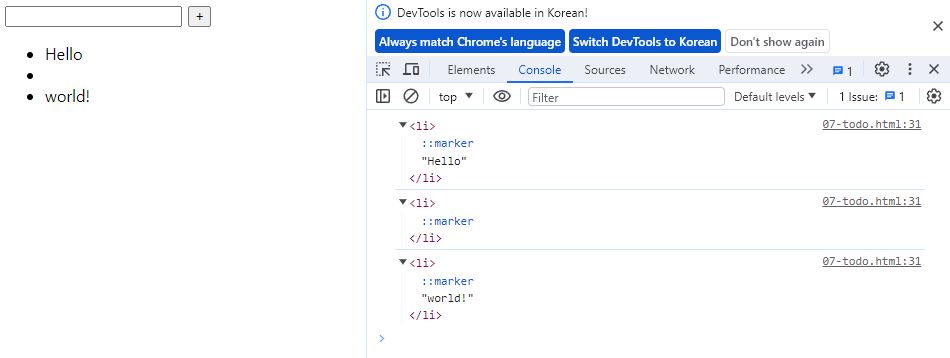 +
Hello
world!
DevTools is now available in Korean!
Always match Chrome's language Switch DevTools to Korean Don't show again
Elements Console Sources Network Performance 1
top Filter Default levels 1 Issue: 1
<li> 07-todo.html:31
::marker
"Hello"
</li>
<li> 07-todo.html:31
::marker
</li>
<li> 07-todo.html:31
::marker
"world!"
</li>